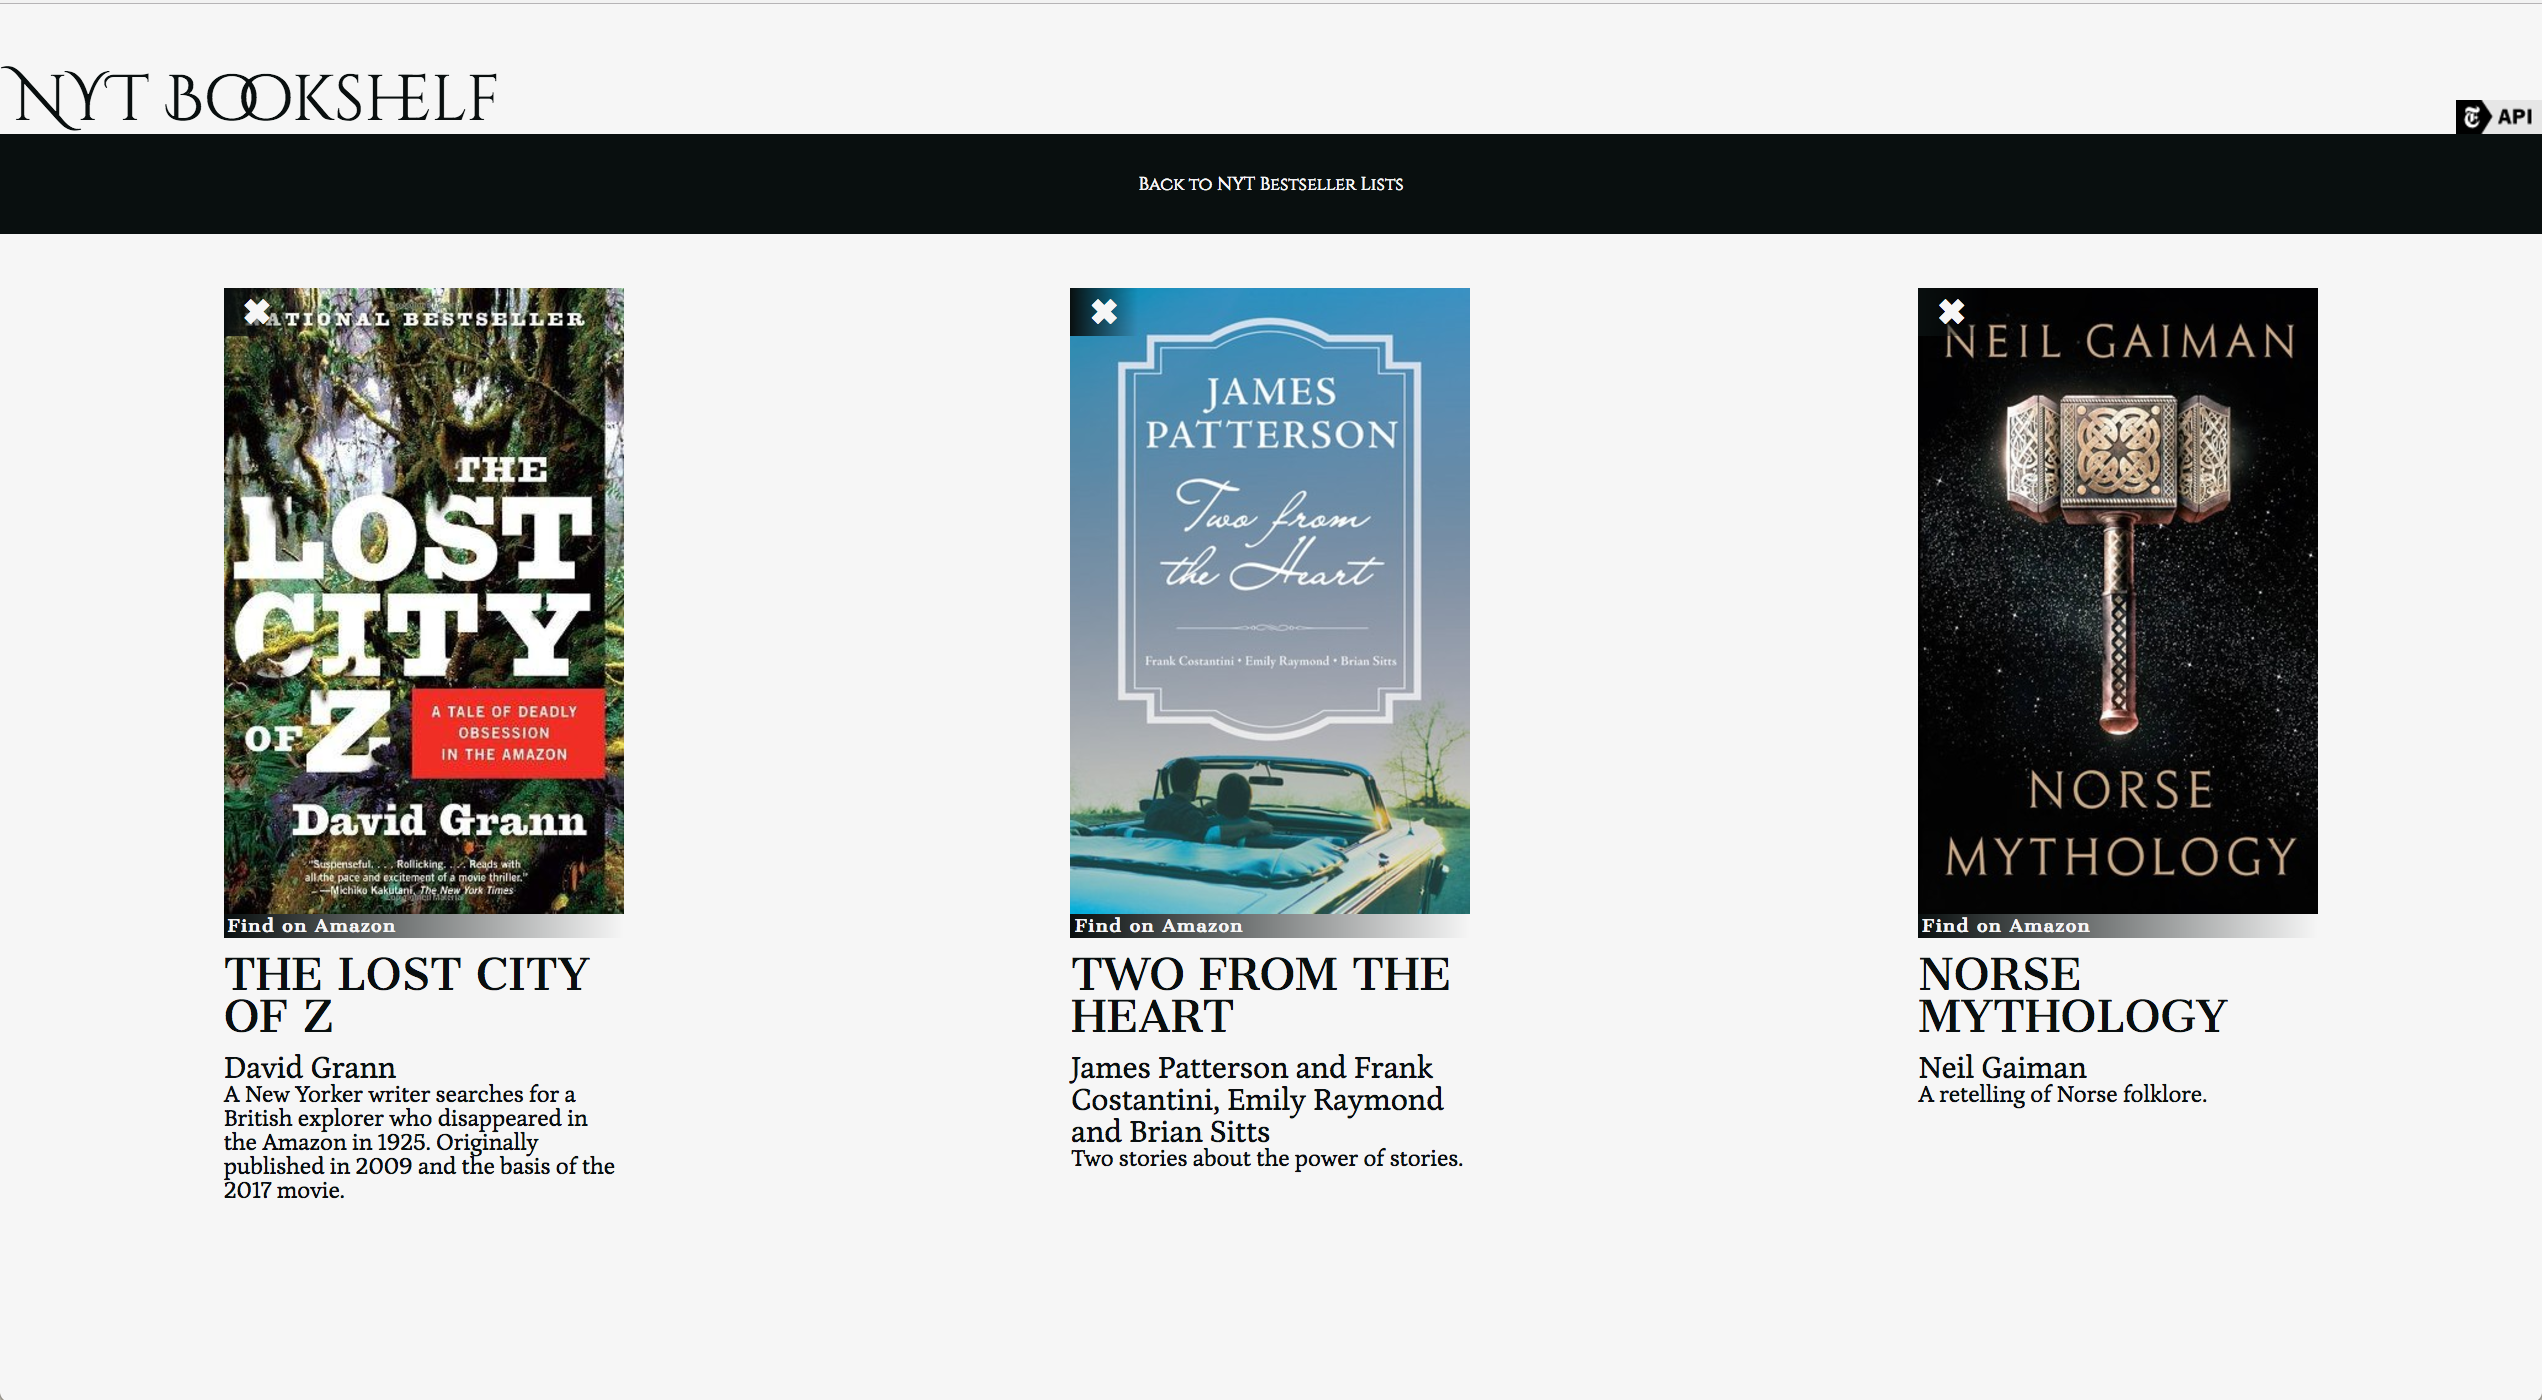 NYT BOOKSHELF
API
BACK TO NYT BESTSELLER LISTS
NATIONAL BESTSELLER
THE
LOST
CITY
OF Z
A TALE OF DEADLY
OBSESSION
IN THE AMAZON
David Grann
"Suspenseful. . . . Rollicking. . . . Reads with
all the pace and excitement of a movie thriller."
—Michiko Kakutani, The New York Times
Find on Amazon
THE LOST CITY
OF Z
David Grann
A New Yorker writer searches for a
British explorer who disappeared in
the Amazon in 1925. Originally
published in 2009 and the basis of the
2017 movie.
JAMES
PATTERSON
Two from
the Heart
Frank Costantini • Emily Raymond • Brian Sitts
Find on Amazon
TWO FROM THE
HEART
James Patterson and Frank
Costantini, Emily Raymond
and Brian Sitts
Two stories about the power of stories.
NEIL GAIMAN
NORSE
MYTHOLOGY
Find on Amazon
NORSE
MYTHOLOGY
Neil Gaiman
A retelling of Norse folklore.